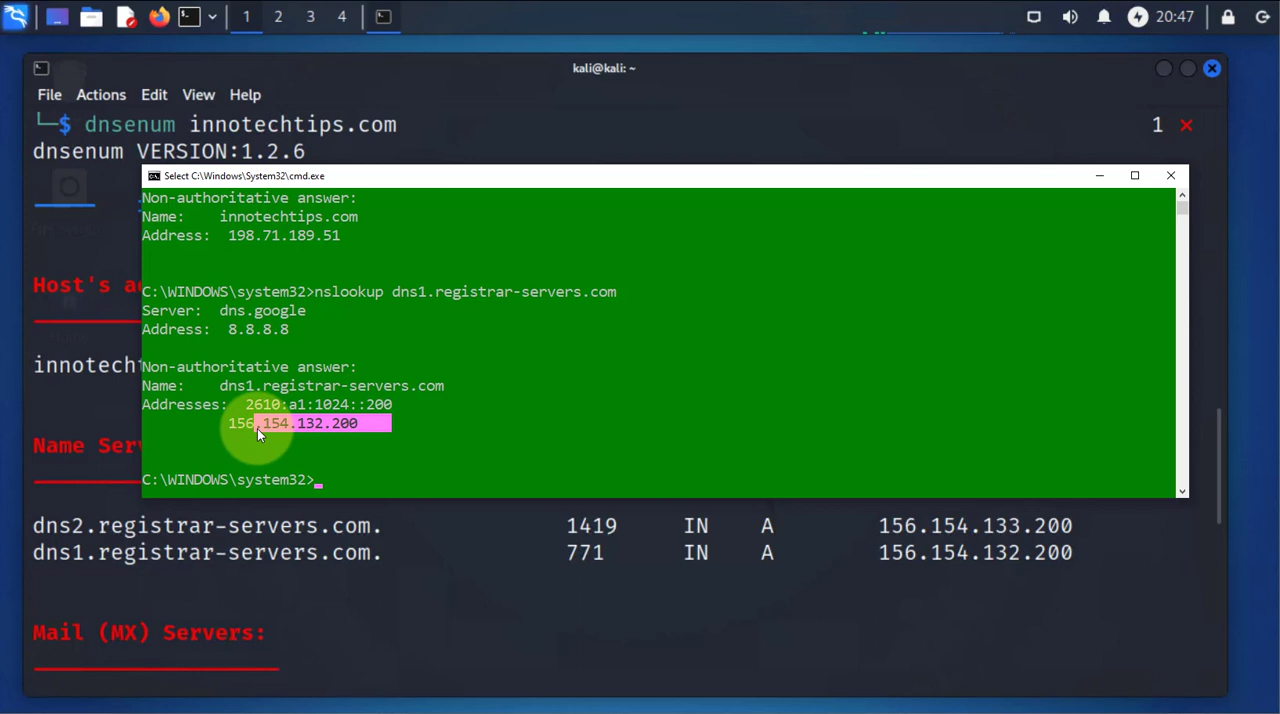 1 2 3 4 20:47
kali@kali: ~
File Actions Edit View Help
└─$ dnsenum innotechtips.com 1 ✗
dnsenum VERSION:1.2.6
Select C:\Windows\System32\cmd.exe
Non-authoritative answer:
Name: innotechtips.com
Address: 198.71.189.51
C:\WINDOWS\system32>nslookup dns1.registrar-servers.com
Server: dns.google
Address: 8.8.8.8
Non-authoritative answer:
Name: dns1.registrar-servers.com
Addresses: 2610:a1:1024::200
156.154.132.200
C:\WINDOWS\system32>
Host's a
innotech
Name Ser
dns2.registrar-servers.com. 1419 IN A 156.154.133.200
dns1.registrar-servers.com. 771 IN A 156.154.132.200
Mail (MX) Servers: